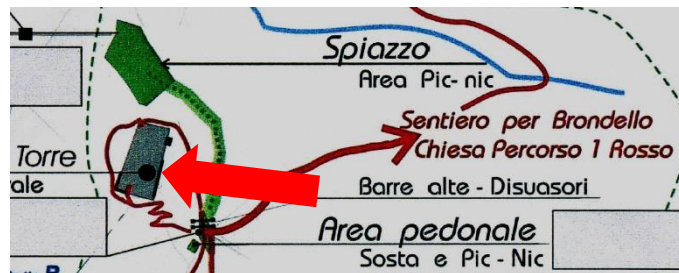 Spiazzo
Area Pic-nic
Sentiero per Brondello
Chiesa Percorso 1 Rosso
Torre
Barre alte - Disuasori
Area pedonale
Sosta e Pic - Nic